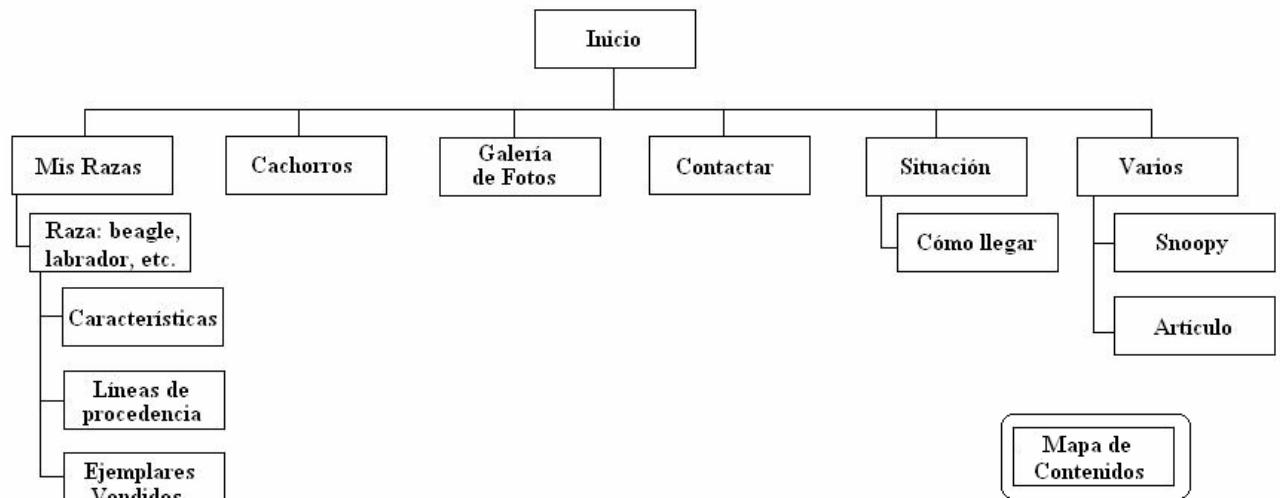 Inicio
Mis Razas
Cachorros
Galería
de Fotos
Contactar
Situación
Varios
Raza: beagle,
labrador, etc.
Cómo llegar
Snoopy
Características
Artículo
Líneas de
procedencia
Mapa de
Contenidos
Ejemplares
Vendidos